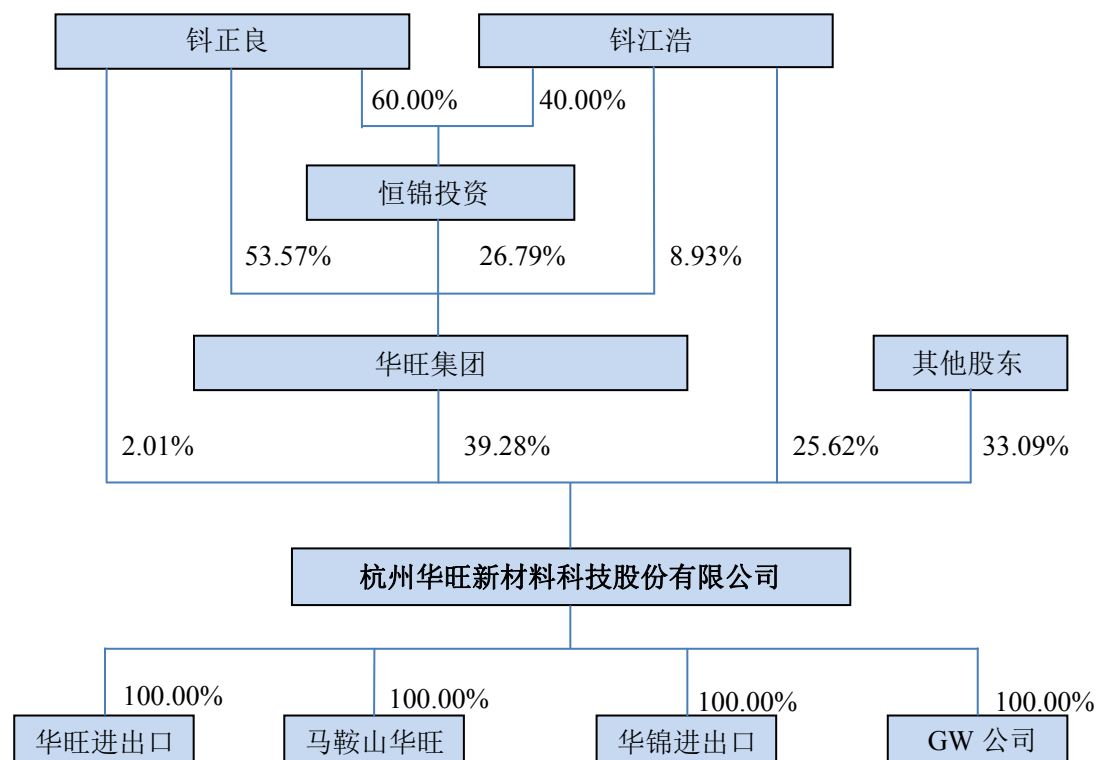 钭正良
钭江浩
60.00%
40.00%
恒锦投资
53.57%
26.79%
8.93%
华旺集团
其他股东
2.01%
39.28%
25.62%
33.09%
杭州华旺新材料科技股份有限公司
100.00%
100.00%
100.00%
100.00%
华旺进出口
马鞍山华旺
华锦进出口
GW 公司